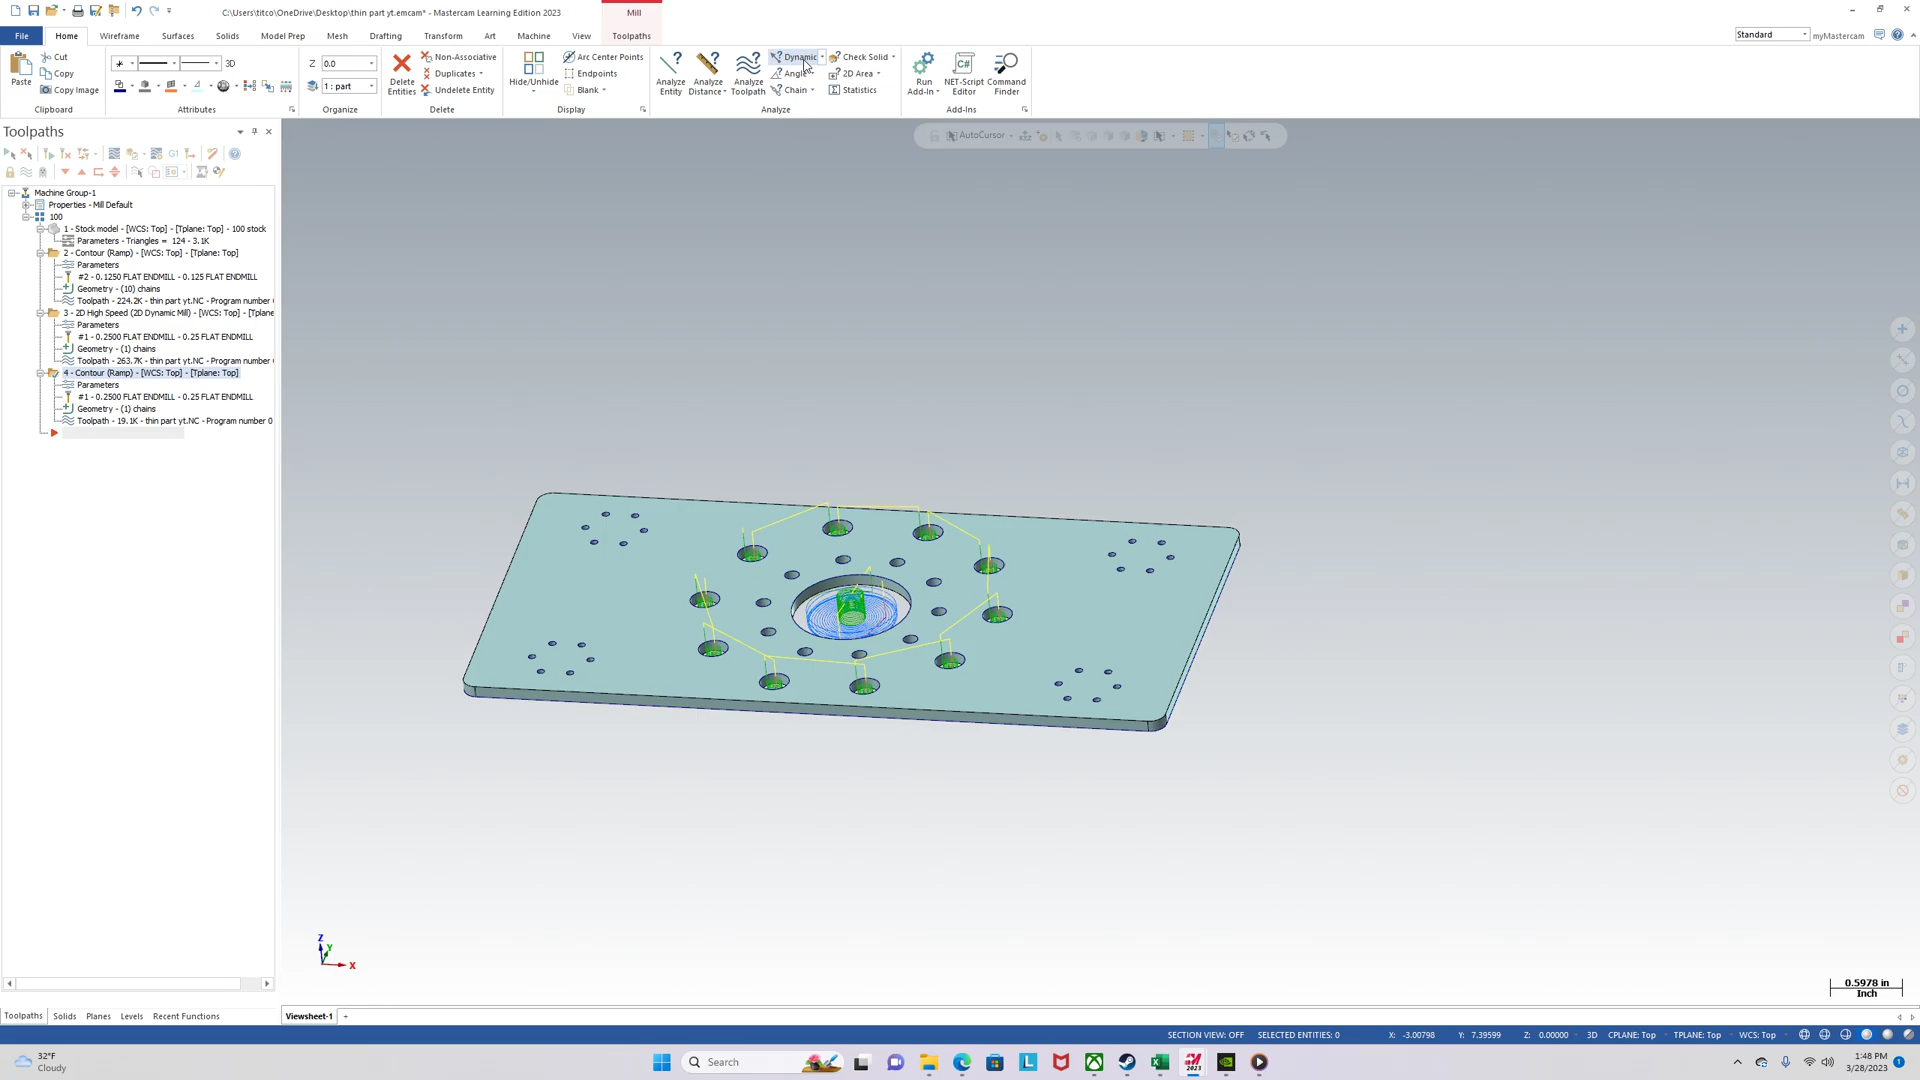 C:\Users\titco\OneDrive\Desktop\thin part yt.emcam* - Mastercam Learning Edition 2023
Mill
File Home Wireframe Surfaces Solids Model Prep Mesh Drafting Transform Art Machine View Toolpaths
Standard myMastercam
Paste
Cut
Copy
Copy Image
Clipboard
3D
Attributes
Z 0.0
1 : part
Organize
Delete Entities
Non-Associative
Duplicates
Undelete Entity
Delete
Hide/Unhide
Arc Center Points
Endpoints
Blank
Display
Analyze Entity
Analyze Distance
Analyze Toolpath
Dynamic
Angle
Chain
Check Solid
2D Area
Statistics
Analyze
Run Add-In
NET-Script Editor
Command Finder
Add-Ins
Toolpaths
AutoCursor
G1
Machine Group-1
Properties - Mill Default
100
1 - Stock model - [WCS: Top] - [Tplane: Top] - 100 stock
Parameters - Triangles = 124 - 3.1K
2 - Contour (Ramp) - [WCS: Top] - [Tplane: Top]
Parameters
#2 - 0.1250 FLAT ENDMILL - 0.125 FLAT ENDMILL
Geometry - (10) chains
Toolpath - 224.2K - thin part yt.NC - Program number
3 - 2D High Speed (2D Dynamic Mill) - [WCS: Top] - [Tplane
Parameters
#1 - 0.2500 FLAT ENDMILL - 0.25 FLAT ENDMILL
Geometry - (1) chains
Toolpath - 263.7K - thin part yt.NC - Program number
4 - Contour (Ramp) - [WCS: Top] - [Tplane: Top]
Parameters
#1 - 0.2500 FLAT ENDMILL - 0.25 FLAT ENDMILL
Geometry - (1) chains
Toolpath - 19.1K - thin part yt.NC - Program number 0
Z
Y
X
0.5978 in
Inch
Toolpaths Solids Planes Levels Recent Functions
Viewsheet-1 +
SECTION VIEW: OFF SELECTED ENTITIES: 0 X: -3.00798 Y: 7.39599 Z: 0.00000 3D CPLANE: Top TPLANE: Top WCS: Top
32°F
Cloudy
Search
L
2023
1:48 PM
3/28/2023
1